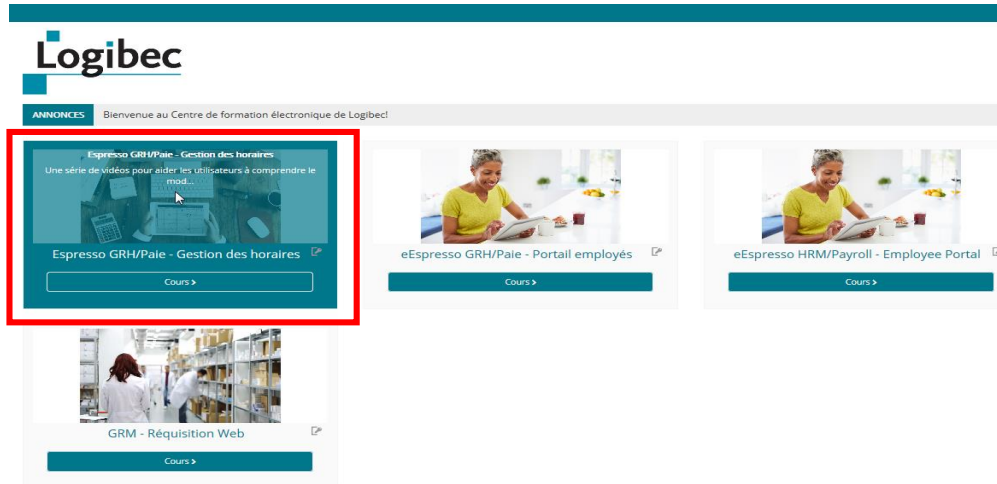 Logibec
ANNONCES Bienvenue au Centre de formation électronique de Logibec!
Espresso GRH/Paie - Gestion des horaires
Une série de vidéos pour aider les utilisateurs à comprendre le
mod...
Espresso GRH/Paie - Gestion des horaires
Cours >
eEspresso GRH/Paie - Portail employés
Cours >
eEspresso HRM/Payroll - Employee Portal
Cours >
GRM - Réquisition Web
Cours >